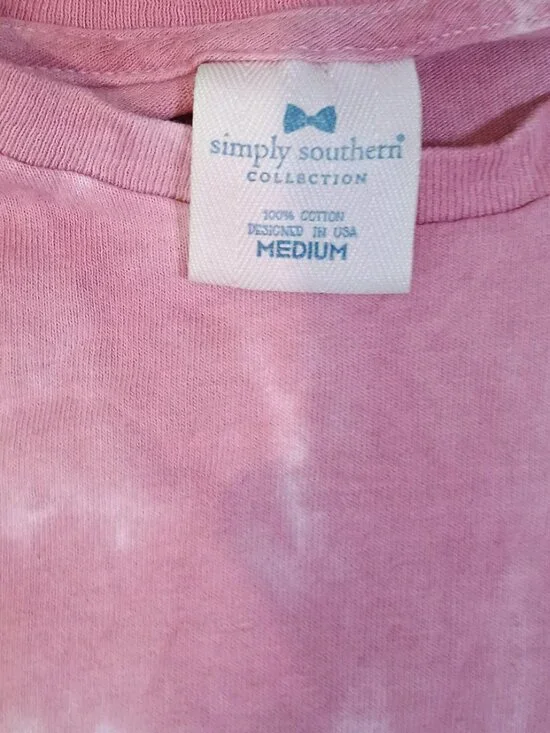 simply southern®
COLLECTION
100% COTTON
DESIGNED IN USA
MEDIUM